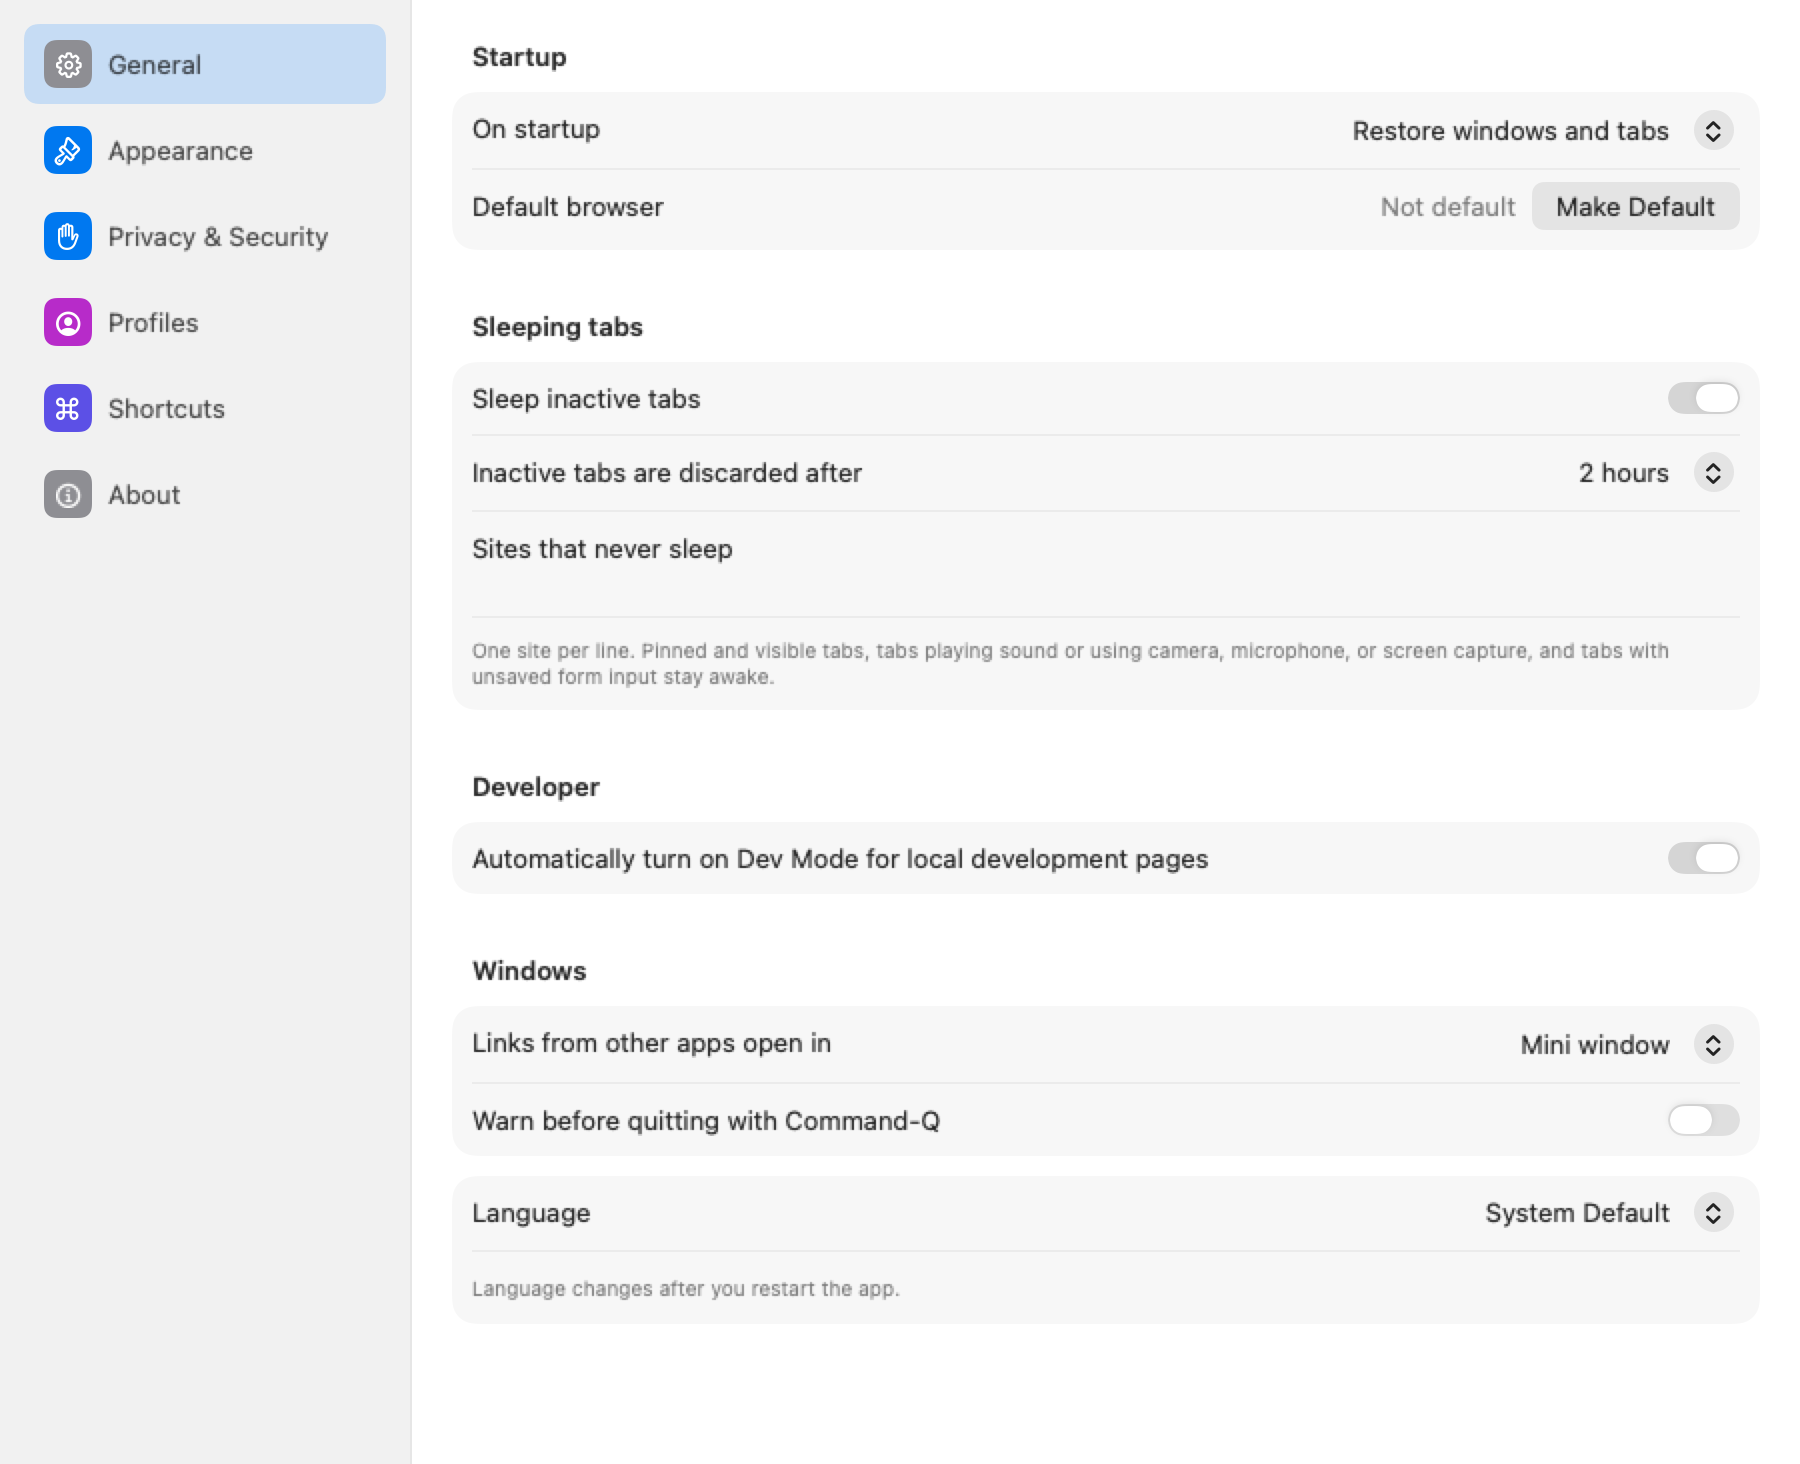 General
Appearance
Privacy & Security
Profiles
Shortcuts
About
Startup
On startup
Restore windows and tabs
Default browser
Not default
Make Default
Sleeping tabs
Sleep inactive tabs
Inactive tabs are discarded after
2 hours
Sites that never sleep
One site per line. Pinned and visible tabs, tabs playing sound or using camera, microphone, or screen capture, and tabs with
unsaved form input stay awake.
Developer
Automatically turn on Dev Mode for local development pages
Windows
Links from other apps open in
Mini window
Warn before quitting with Command-Q
Language
System Default
Language changes after you restart the app.